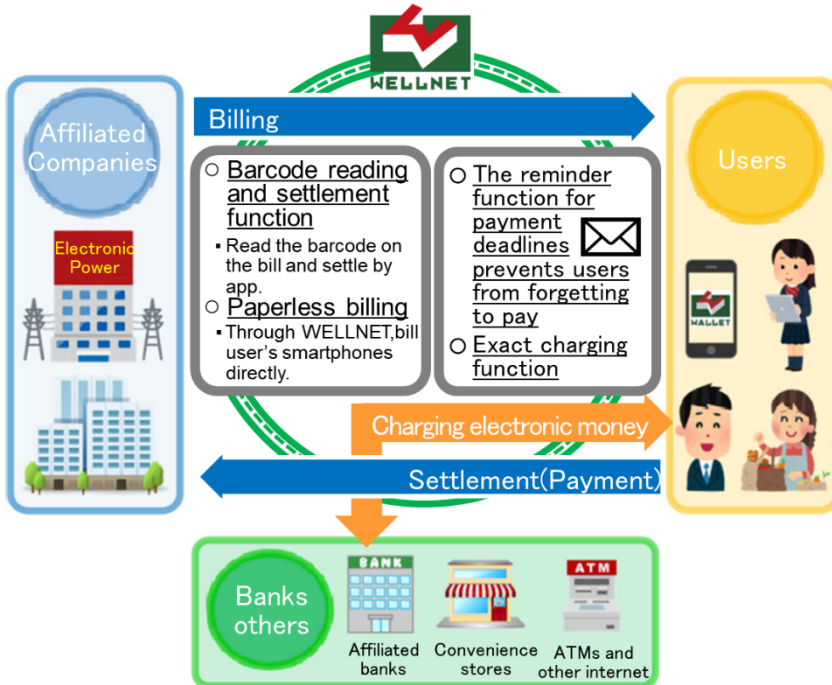 WELLNET
Affiliated
Companies
Billing
Users
○ Barcode reading
and settlement
function
▪ Read the barcode on
the bill and settle by
app.
○ Paperless billing
▪ Through WELLNET,bill
user's smartphones
directly.
○ The reminder
function for
payment
deadlines
prevents users
from forgetting
to pay
○ Exact charging
function
Electronic
Power
WALLET
Charging electronic money
Settlement(Payment)
Banks
others
BANK
ATM
Affiliated
banks
Convenience
stores
ATMs and
other internet